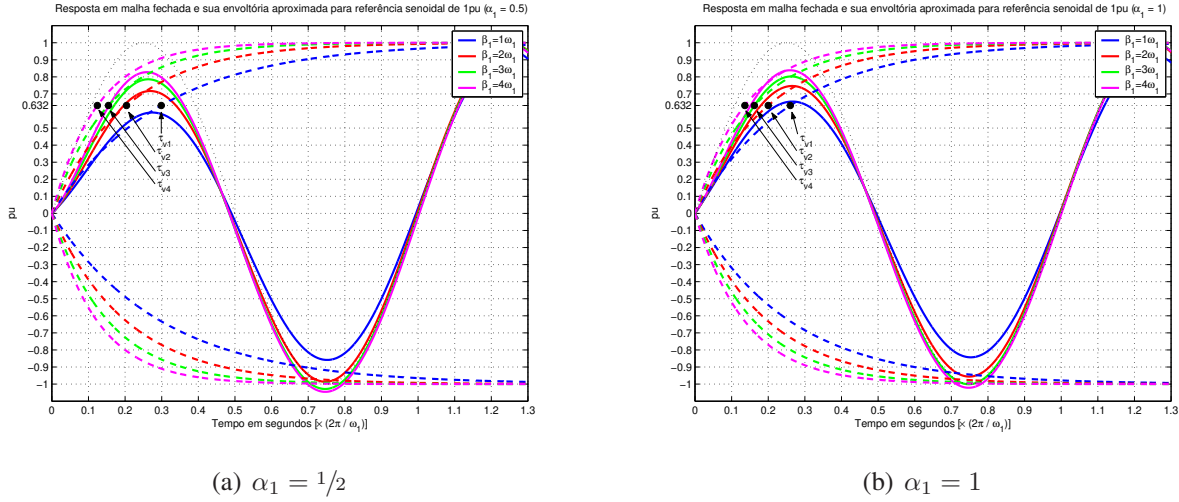 Resposta em malha fechada e sua envoltória aproximada para referência senoidal de 1pu (α₁ = 0.5)
1
0.9
0.8
0.7
0.632
0.5
0.4
0.3
0.2
0.1
0
−0.1
−0.2
−0.3
−0.4
−0.5
−0.6
−0.7
−0.8
−0.9
−1
pu
β₁=1ω₁
β₁=2ω₁
β₁=3ω₁
β₁=4ω₁
τᵥ₁
τᵥ₂
τᵥ₃
τᵥ₄
0 0.1 0.2 0.3 0.4 0.5 0.6 0.7 0.8 0.9 1 1.1 1.2 1.3
Tempo em segundos [× (2π / ω₁)]
(a) α₁ = 1/2
Resposta em malha fechada e sua envoltória aproximada para referência senoidal de 1pu (α₁ = 1)
1
0.9
0.8
0.7
0.632
0.5
0.4
0.3
0.2
0.1
0
−0.1
−0.2
−0.3
−0.4
−0.5
−0.6
−0.7
−0.8
−0.9
−1
pu
β₁=1ω₁
β₁=2ω₁
β₁=3ω₁
β₁=4ω₁
τᵥ₁
τᵥ₂
τᵥ₃
τᵥ₄
0 0.1 0.2 0.3 0.4 0.5 0.6 0.7 0.8 0.9 1 1.1 1.2 1.3
Tempo em segundos [× (2π / ω₁)]
(b) α₁ = 1